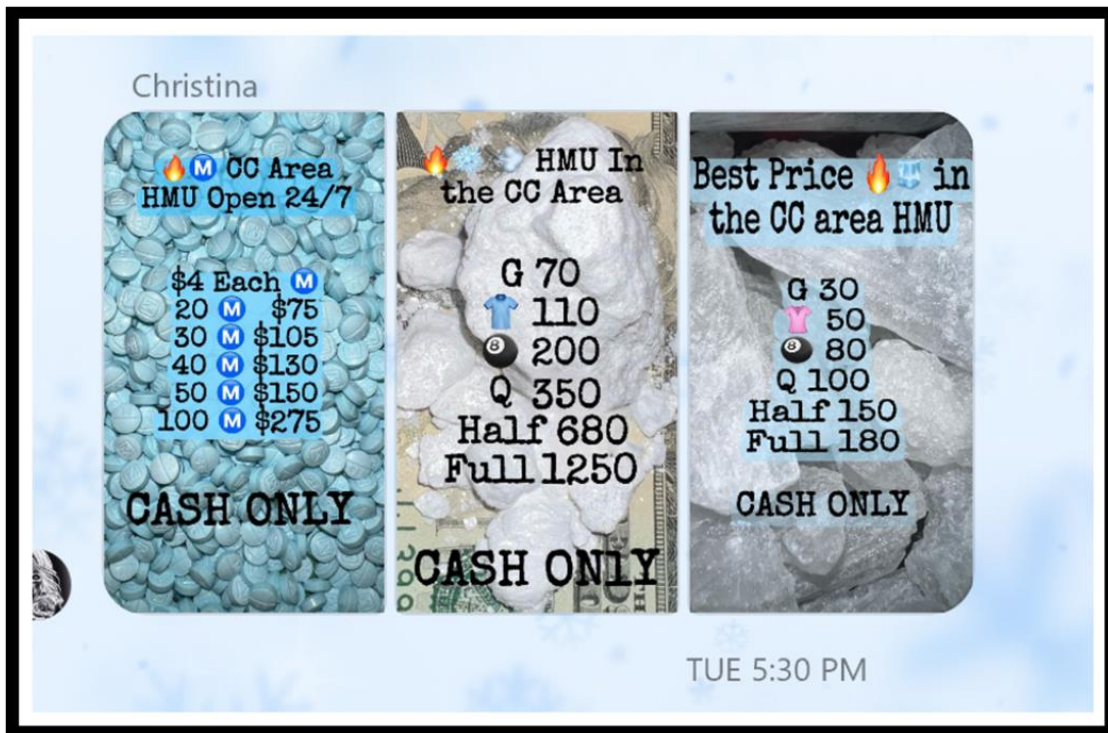 Christina
🔥Ⓜ️ CC Area
HMU Open 24/7
$4 Each Ⓜ️
20 Ⓜ️ $75
30 Ⓜ️ $105
40 Ⓜ️ $130
50 Ⓜ️ $150
100 Ⓜ️ $275
CASH ONLY
🔥❄️💨 HMU In
the CC Area
G 70
👕 110
🎱 200
Q 350
Half 680
Full 1250
CASH ONlY
Best Price 🔥🧊 in
the CC area HMU
G 30
👚 50
🎱 80
Q 100
Half 150
Full 180
CASH ONLY
TUE 5:30 PM